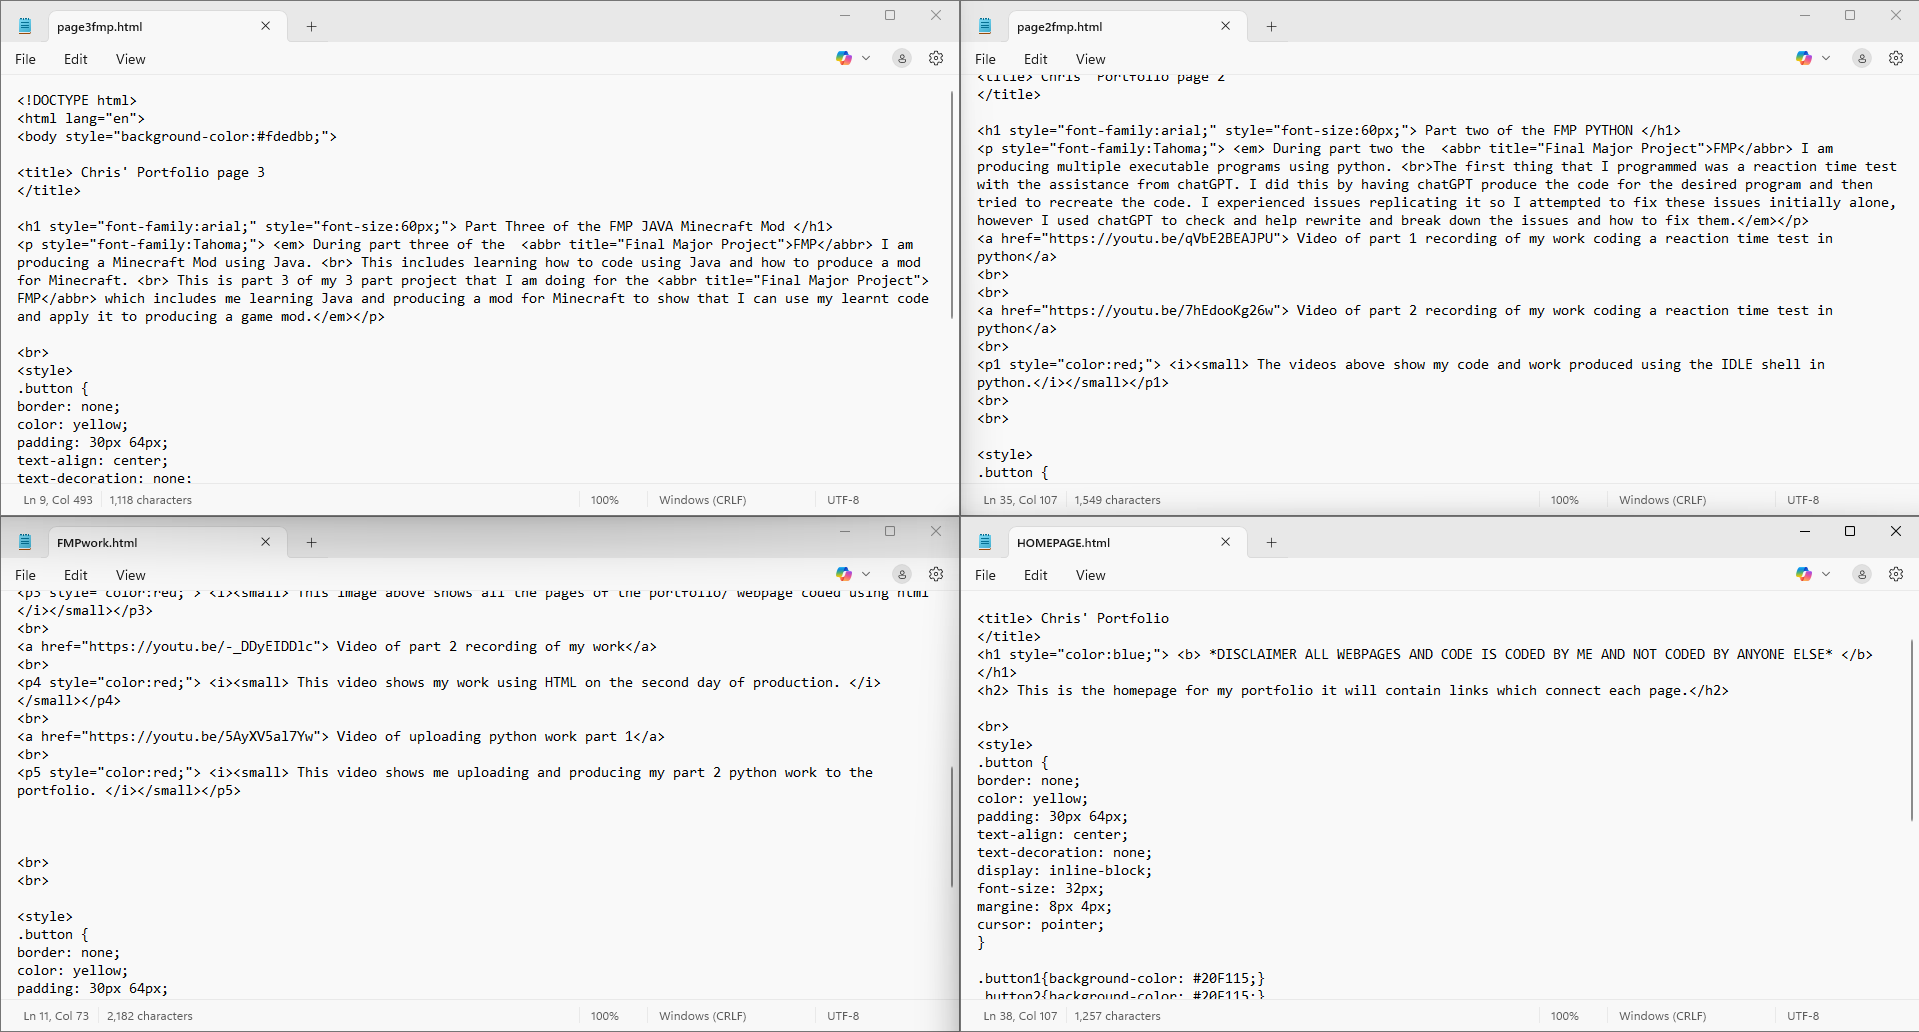 page3fmp.html
File Edit View
<!DOCTYPE html>
<html lang="en">
<body style="background-color:#fdedbb;">
<title> Chris' Portfolio page 3
</title>
<h1 style="font-family:arial;" style="font-size:60px;"> Part Three of the FMP JAVA Minecraft Mod </h1>
<p style="font-family:Tahoma;"> <em> During part three of the  <abbr title="Final Major Project">FMP</abbr> I am
producing a Minecraft Mod using Java. <br> This includes learning how to code using Java and how to produce a mod
for Minecraft. <br> This is part 3 of my 3 part project that I am doing for the <abbr title="Final Major Project">
FMP</abbr> which includes me learning Java and producing a mod for Minecraft to show that I can use my learnt code
and apply it to producing a game mod.</em></p>
<br>
<style>
.button {
border: none;
color: yellow;
padding: 30px 64px;
text-align: center;
text-decoration: none;
Ln 9, Col 493 1,118 characters 100% Windows (CRLF) UTF-8
page2fmp.html
File Edit View
<title> Chris' Portfolio page 2
</title>
<h1 style="font-family:arial;" style="font-size:60px;"> Part two of the FMP PYTHON </h1>
<p style="font-family:Tahoma;"> <em> During part two the  <abbr title="Final Major Project">FMP</abbr> I am
producing multiple executable programs using python. <br>The first thing that I programmed was a reaction time test
with the assistance from chatGPT. I did this by having chatGPT produce the code for the desired program and then
tried to recreate the code. I experienced issues replicating it so I attempted to fix these issues initially alone,
however I used chatGPT to check and help rewrite and break down the issues and how to fix them.</em></p>
<a href="https://youtu.be/qVbE2BEAJPU"> Video of part 1 recording of my work coding a reaction time test in
python</a>
<br>
<br>
<a href="https://youtu.be/7hEdooKg26w"> Video of part 2 recording of my work coding a reaction time test in
python</a>
<br>
<p1 style="color:red;"> <i><small> The videos above show my code and work produced using the IDLE shell in
python.</i></small></p1>
<br>
<br>
<style>
.button {
Ln 35, Col 107 1,549 characters 100% Windows (CRLF) UTF-8
FMPwork.html
File Edit View
<p3 style="color:red;"> <i><small> This image above shows all the pages of the portfolio/ webpage coded using html
</i></small></p3>
<br>
<a href="https://youtu.be/-_DDyEIDDlc"> Video of part 2 recording of my work</a>
<br>
<p4 style="color:red;"> <i><small> This video shows my work using HTML on the second day of production. </i>
</small></p4>
<br>
<a href="https://youtu.be/5AyXV5al7Yw"> Video of uploading python work part 1</a>
<br>
<p5 style="color:red;"> <i><small> This video shows me uploading and producing my part 2 python work to the
portfolio. </i></small></p5>
<br>
<br>
<style>
.button {
border: none;
color: yellow;
padding: 30px 64px;
Ln 11, Col 73 2,182 characters 100% Windows (CRLF) UTF-8
HOMEPAGE.html
File Edit View
<title> Chris' Portfolio
</title>
<h1 style="color:blue;"> <b> *DISCLAIMER ALL WEBPAGES AND CODE IS CODED BY ME AND NOT CODED BY ANYONE ELSE* </b>
</h1>
<h2> This is the homepage for my portfolio it will contain links which connect each page.</h2>
<br>
<style>
.button {
border: none;
color: yellow;
padding: 30px 64px;
text-align: center;
text-decoration: none;
display: inline-block;
font-size: 32px;
margine: 8px 4px;
cursor: pointer;
}
.button1{background-color: #20F115;}
.button2{background-color: #20F115;}
Ln 38, Col 107 1,257 characters 100% Windows (CRLF) UTF-8